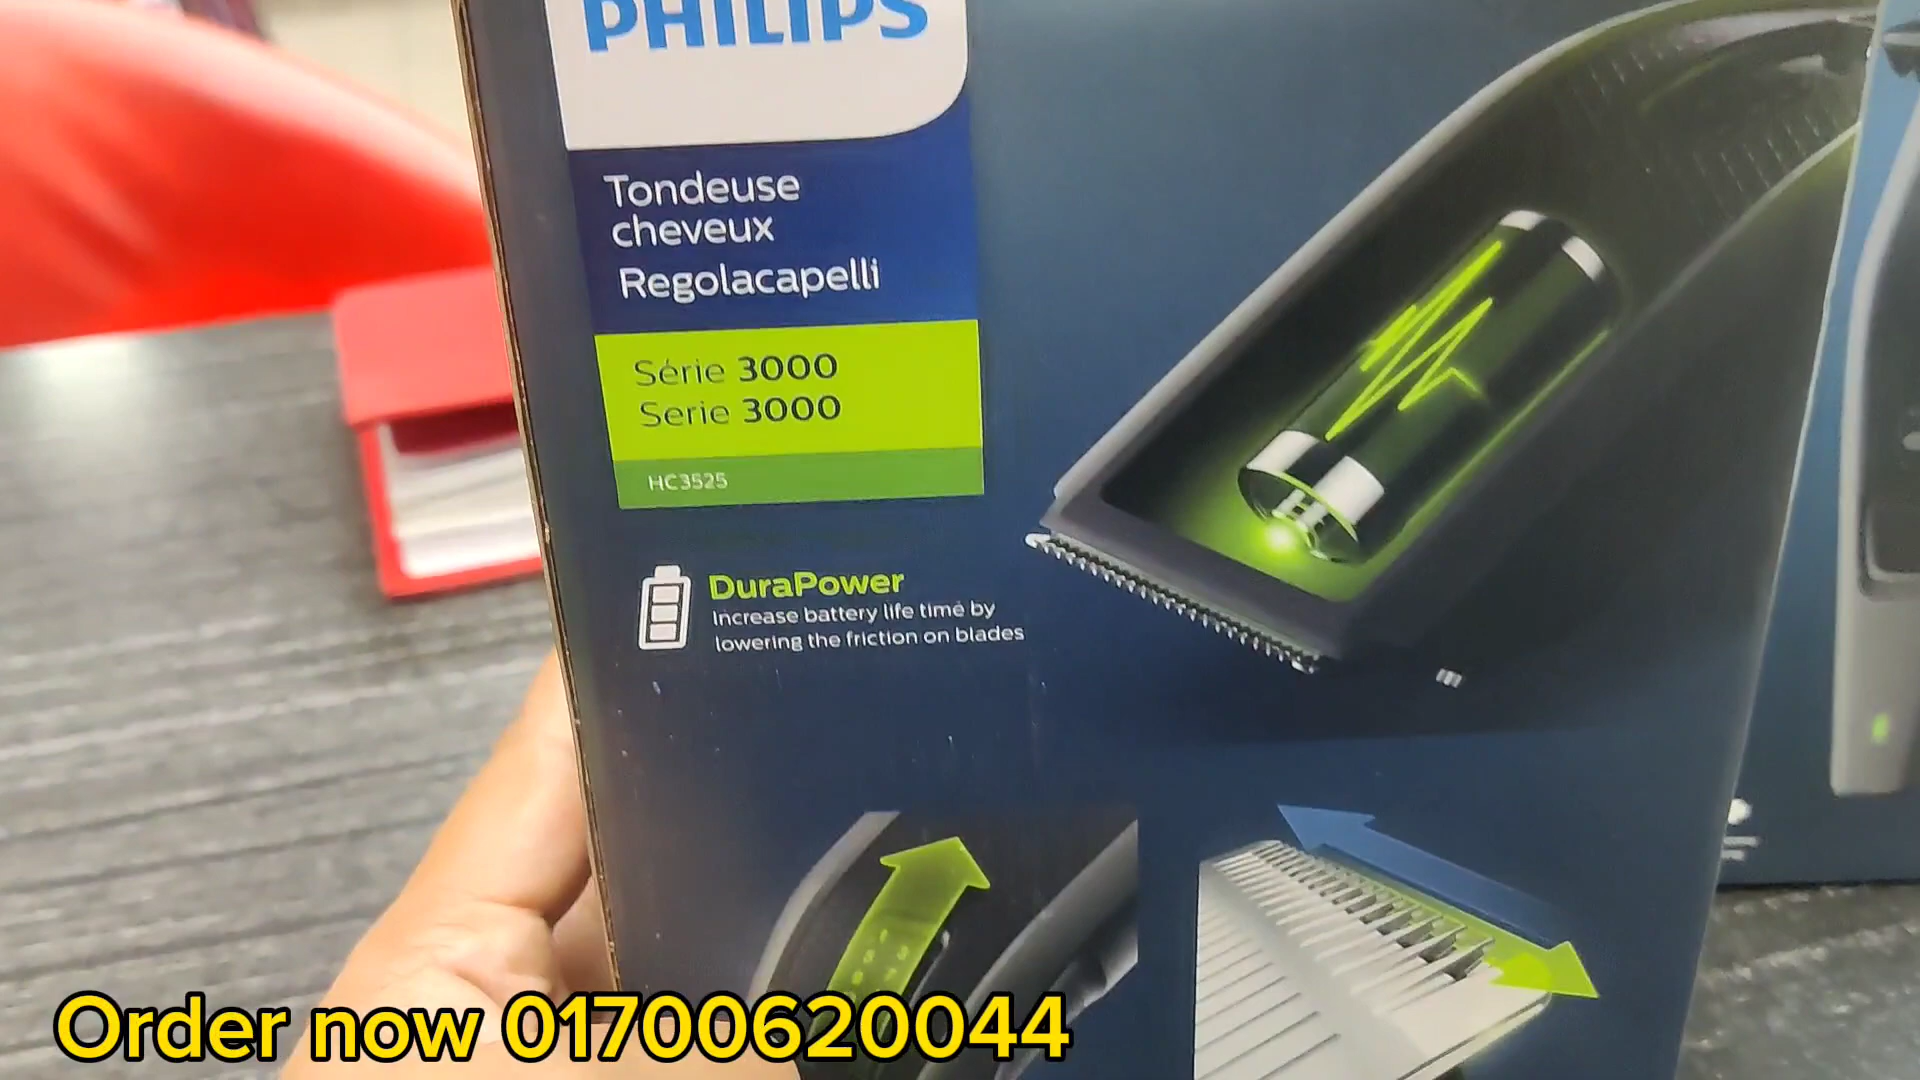 PHILIPS
Tondeuse
cheveux
Regolacapelli
Série 3000
Serie 3000
HC3525
DuraPower
Increase battery life time by
lowering the friction on blades
Order now 01700620044